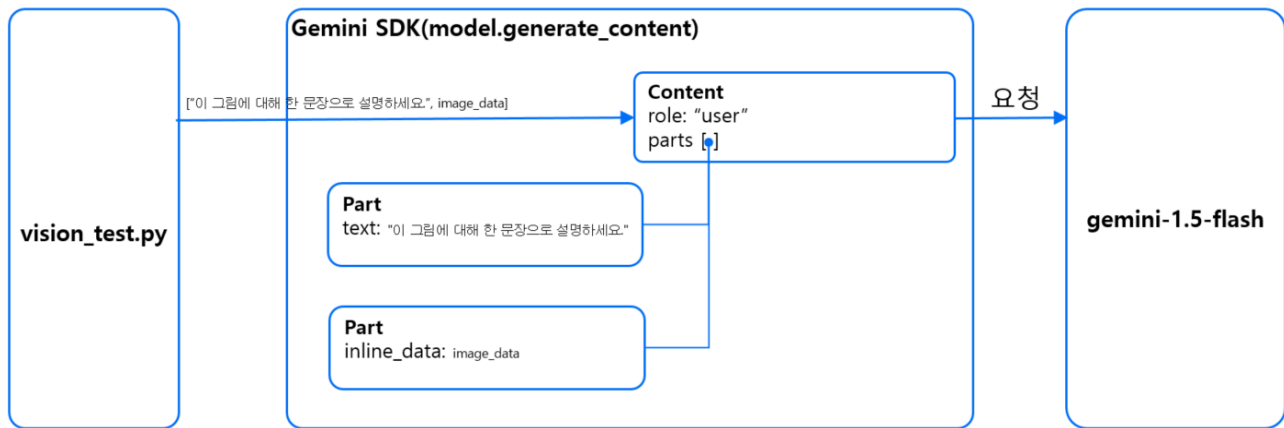 Gemini SDK(model.generate_content)
["이 그림에 대해 한 문장으로 설명하세요.", image_data]
Content
role: “user”
parts [ ]
요청
vision_test.py
Part
text: "이 그림에 대해 한 문장으로 설명하세요."
gemini-1.5-flash
Part
inline_data: image_data